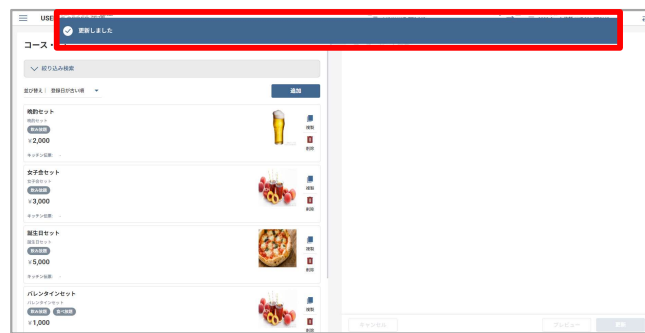 USE
更新しました
コース・
絞り込み検索
並び替え： 登録日が古い順
追加
晩酌セット
晩酌セット
飲み放題
¥2,000
キッチン伝票: -
複製
削除
女子会セット
女子会セット
飲み放題
¥3,000
キッチン伝票: -
複製
削除
誕生日セット
誕生日セット
飲み放題
¥5,000
キッチン伝票: -
複製
削除
バレンタインセット
バレンタインセット
飲み放題 食べ放題
¥1,000
複製
削除
キャンセル
プレビュー